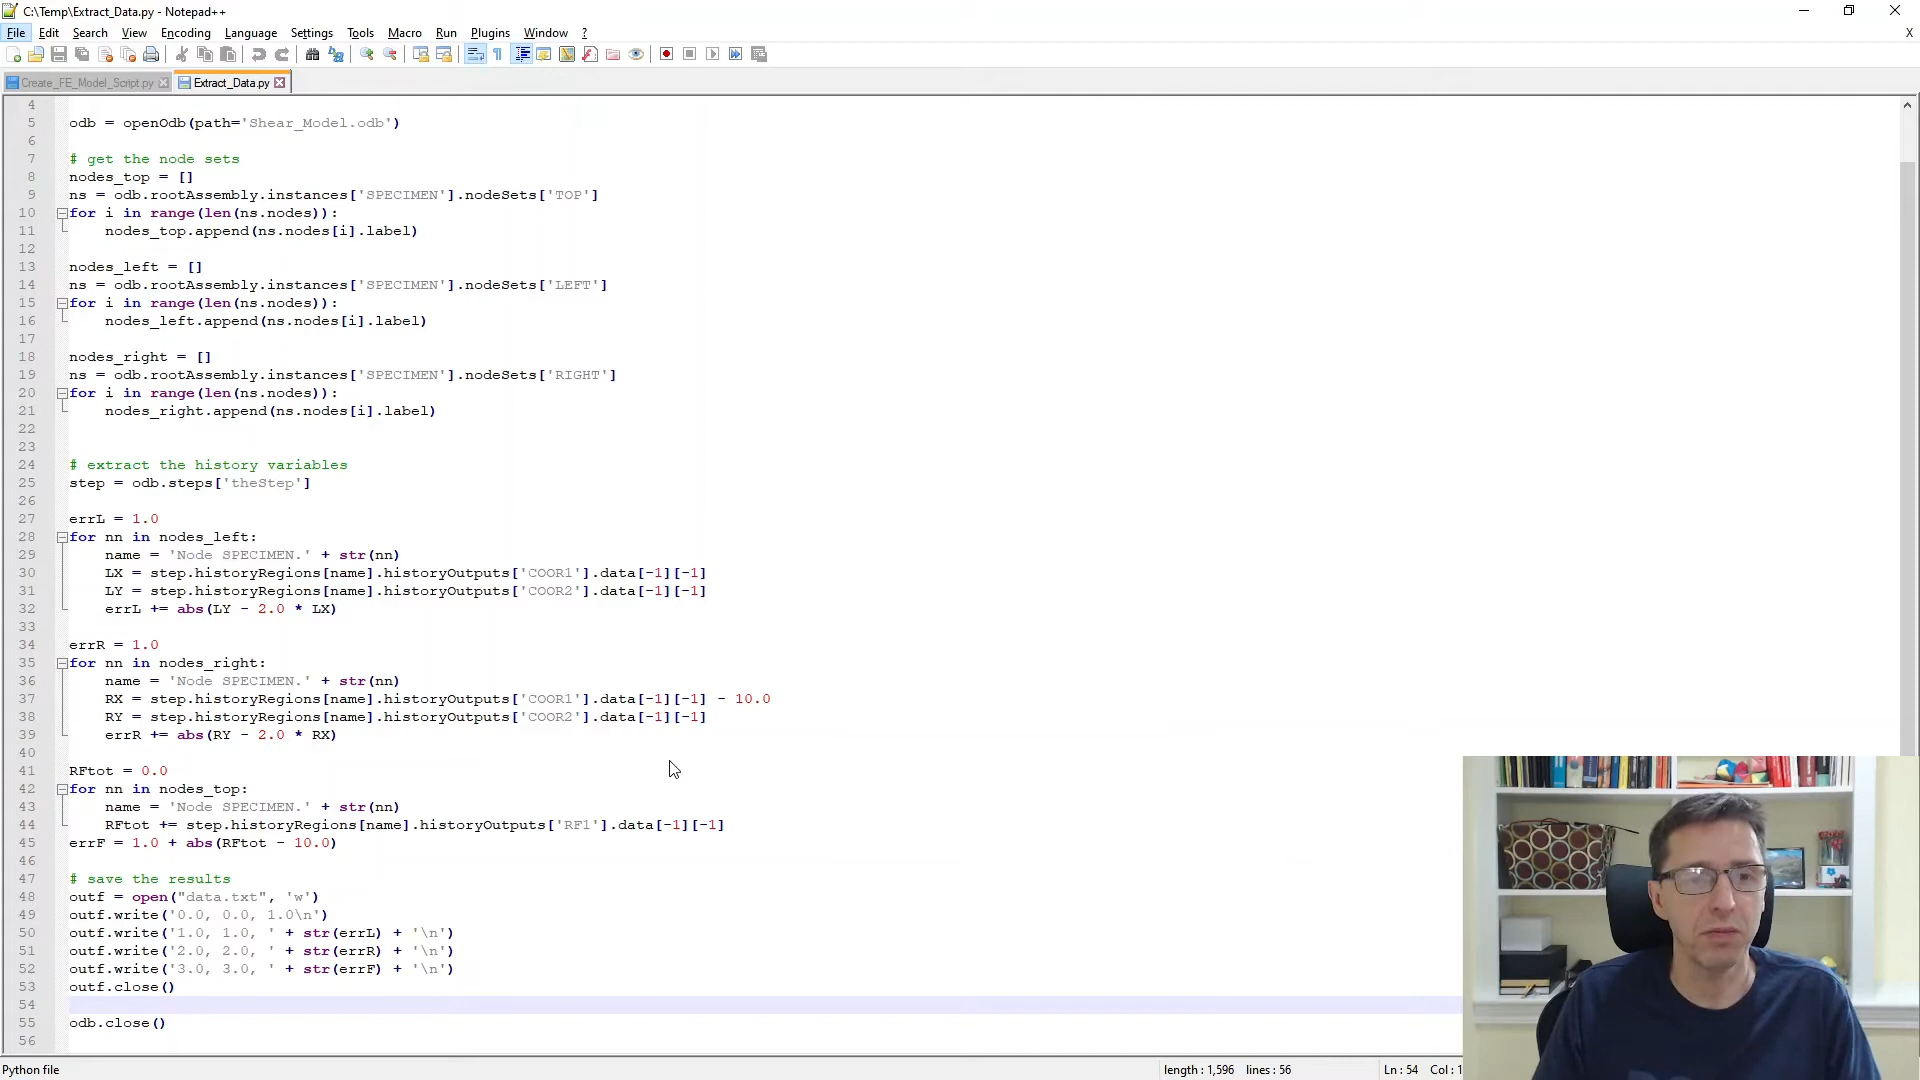 C:\Temp\Extract_Data.py - Notepad++
File Edit Search View Encoding Language Settings Tools Macro Run Plugins Window ? X
Create_FE_Model_Script.py Extract_Data.py
4
5 odb = openOdb(path='Shear_Model.odb')
6
7 # get the node sets
8 nodes_top = []
9 ns = odb.rootAssembly.instances['SPECIMEN'].nodeSets['TOP']
10 for i in range(len(ns.nodes)):
11 nodes_top.append(ns.nodes[i].label)
12
13 nodes_left = []
14 ns = odb.rootAssembly.instances['SPECIMEN'].nodeSets['LEFT']
15 for i in range(len(ns.nodes)):
16 nodes_left.append(ns.nodes[i].label)
17
18 nodes_right = []
19 ns = odb.rootAssembly.instances['SPECIMEN'].nodeSets['RIGHT']
20 for i in range(len(ns.nodes)):
21 nodes_right.append(ns.nodes[i].label)
22
23
24 # extract the history variables
25 step = odb.steps['theStep']
26
27 errL = 1.0
28 for nn in nodes_left:
29 name = 'Node SPECIMEN.' + str(nn)
30 LX = step.historyRegions[name].historyOutputs['COOR1'].data[-1][-1]
31 LY = step.historyRegions[name].historyOutputs['COOR2'].data[-1][-1]
32 errL += abs(LY - 2.0 * LX)
33
34 errR = 1.0
35 for nn in nodes_right:
36 name = 'Node SPECIMEN.' + str(nn)
37 RX = step.historyRegions[name].historyOutputs['COOR1'].data[-1][-1] - 10.0
38 RY = step.historyRegions[name].historyOutputs['COOR2'].data[-1][-1]
39 errR += abs(RY - 2.0 * RX)
40
41 RFtot = 0.0
42 for nn in nodes_top:
43 name = 'Node SPECIMEN.' + str(nn)
44 RFtot += step.historyRegions[name].historyOutputs['RF1'].data[-1][-1]
45 errF = 1.0 + abs(RFtot - 10.0)
46
47 # save the results
48 outf = open("data.txt", 'w')
49 outf.write('0.0, 0.0, 1.0\n')
50 outf.write('1.0, 1.0, ' + str(errL) + '\n')
51 outf.write('2.0, 2.0, ' + str(errR) + '\n')
52 outf.write('3.0, 3.0, ' + str(errF) + '\n')
53 outf.close()
54
55 odb.close()
56
Python file length : 1,596 lines : 56 Ln : 54 Col : 1